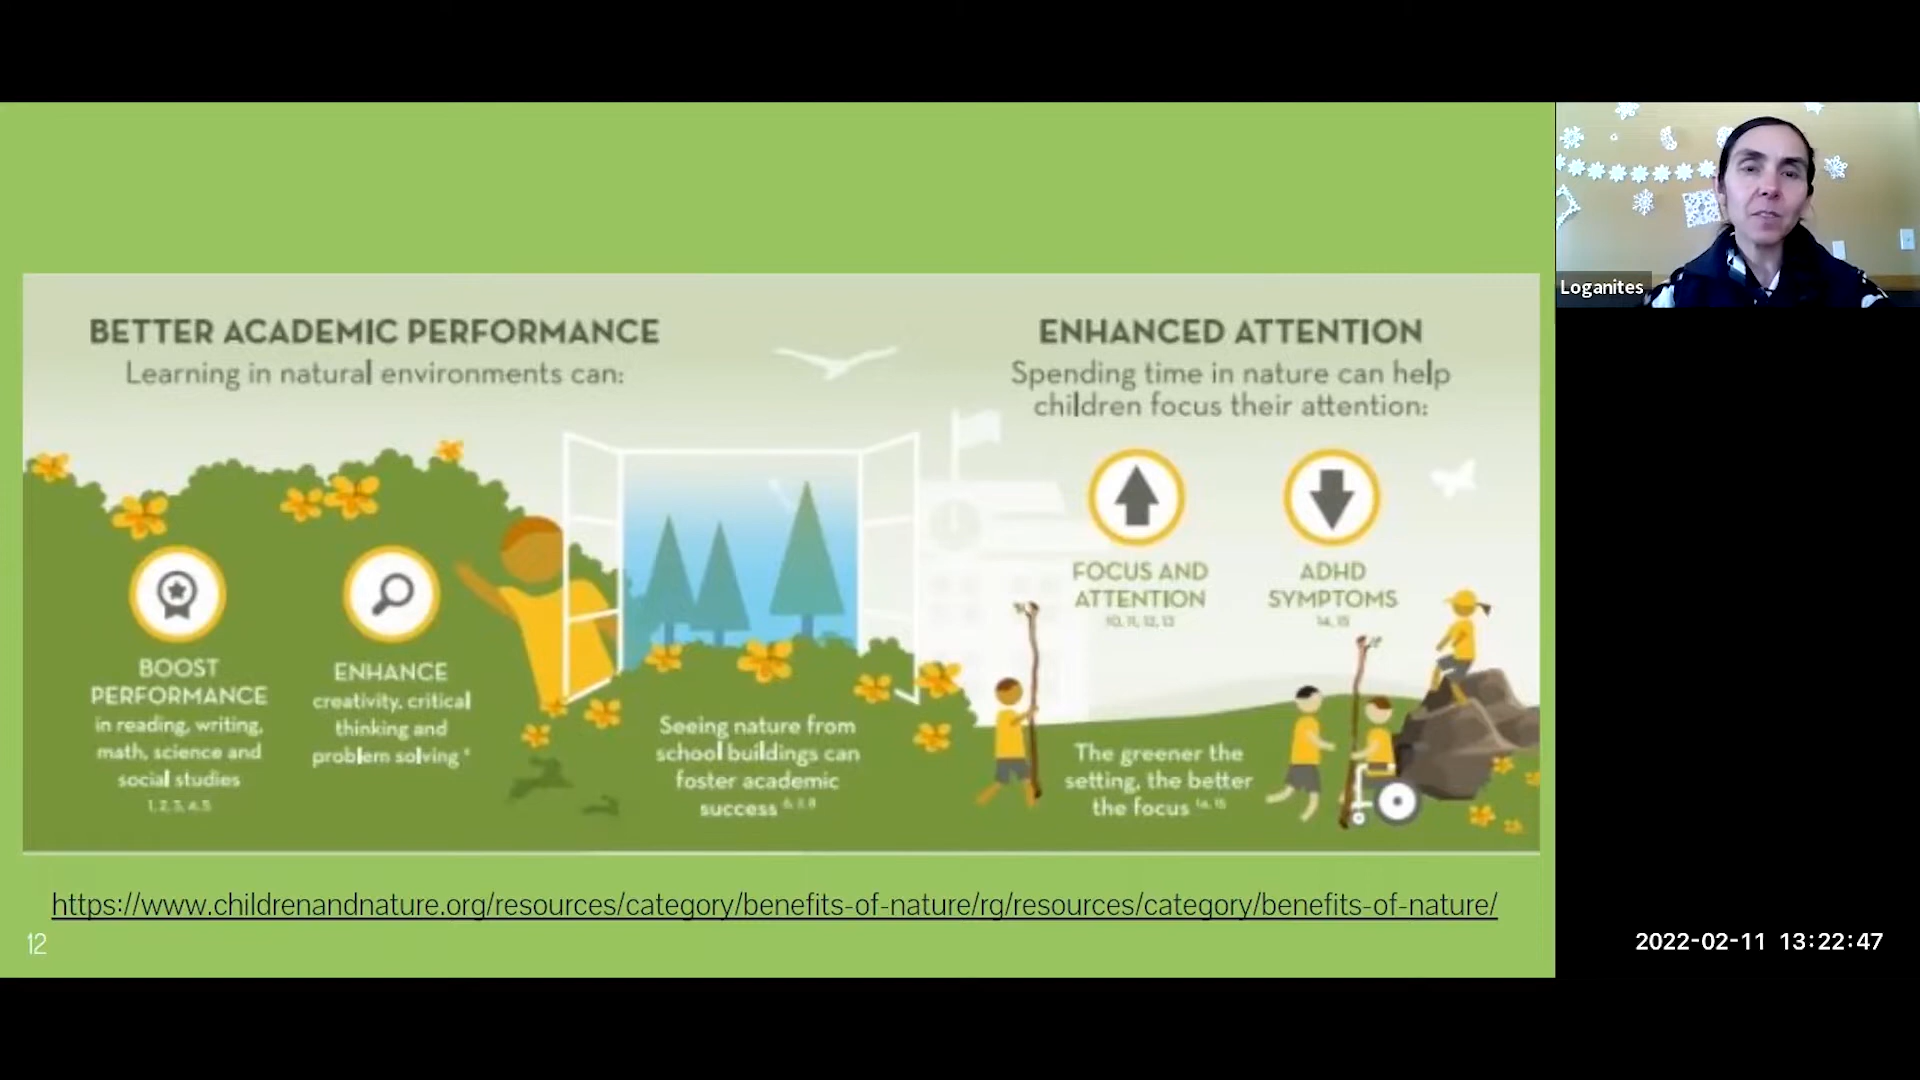 BETTER ACADEMIC PERFORMANCE
Learning in natural environments can:
BOOST
PERFORMANCE
in reading, writing,
math, science and
social studies
1, 2, 3, 4, 5
ENHANCE
creativity, critical
thinking and
problem solving
Seeing nature from
school buildings can
foster academic
success
ENHANCED ATTENTION
Spending time in nature can help
children focus their attention:
FOCUS AND
ATTENTION
10, 11, 12, 13
ADHD
SYMPTOMS
14, 15
The greener the
setting, the better
the focus 14, 15
https://www.childrenandnature.org/resources/category/benefits-of-nature/rg/resources/category/benefits-of-nature/
12
Loganites
2022-02-11 13:22:47